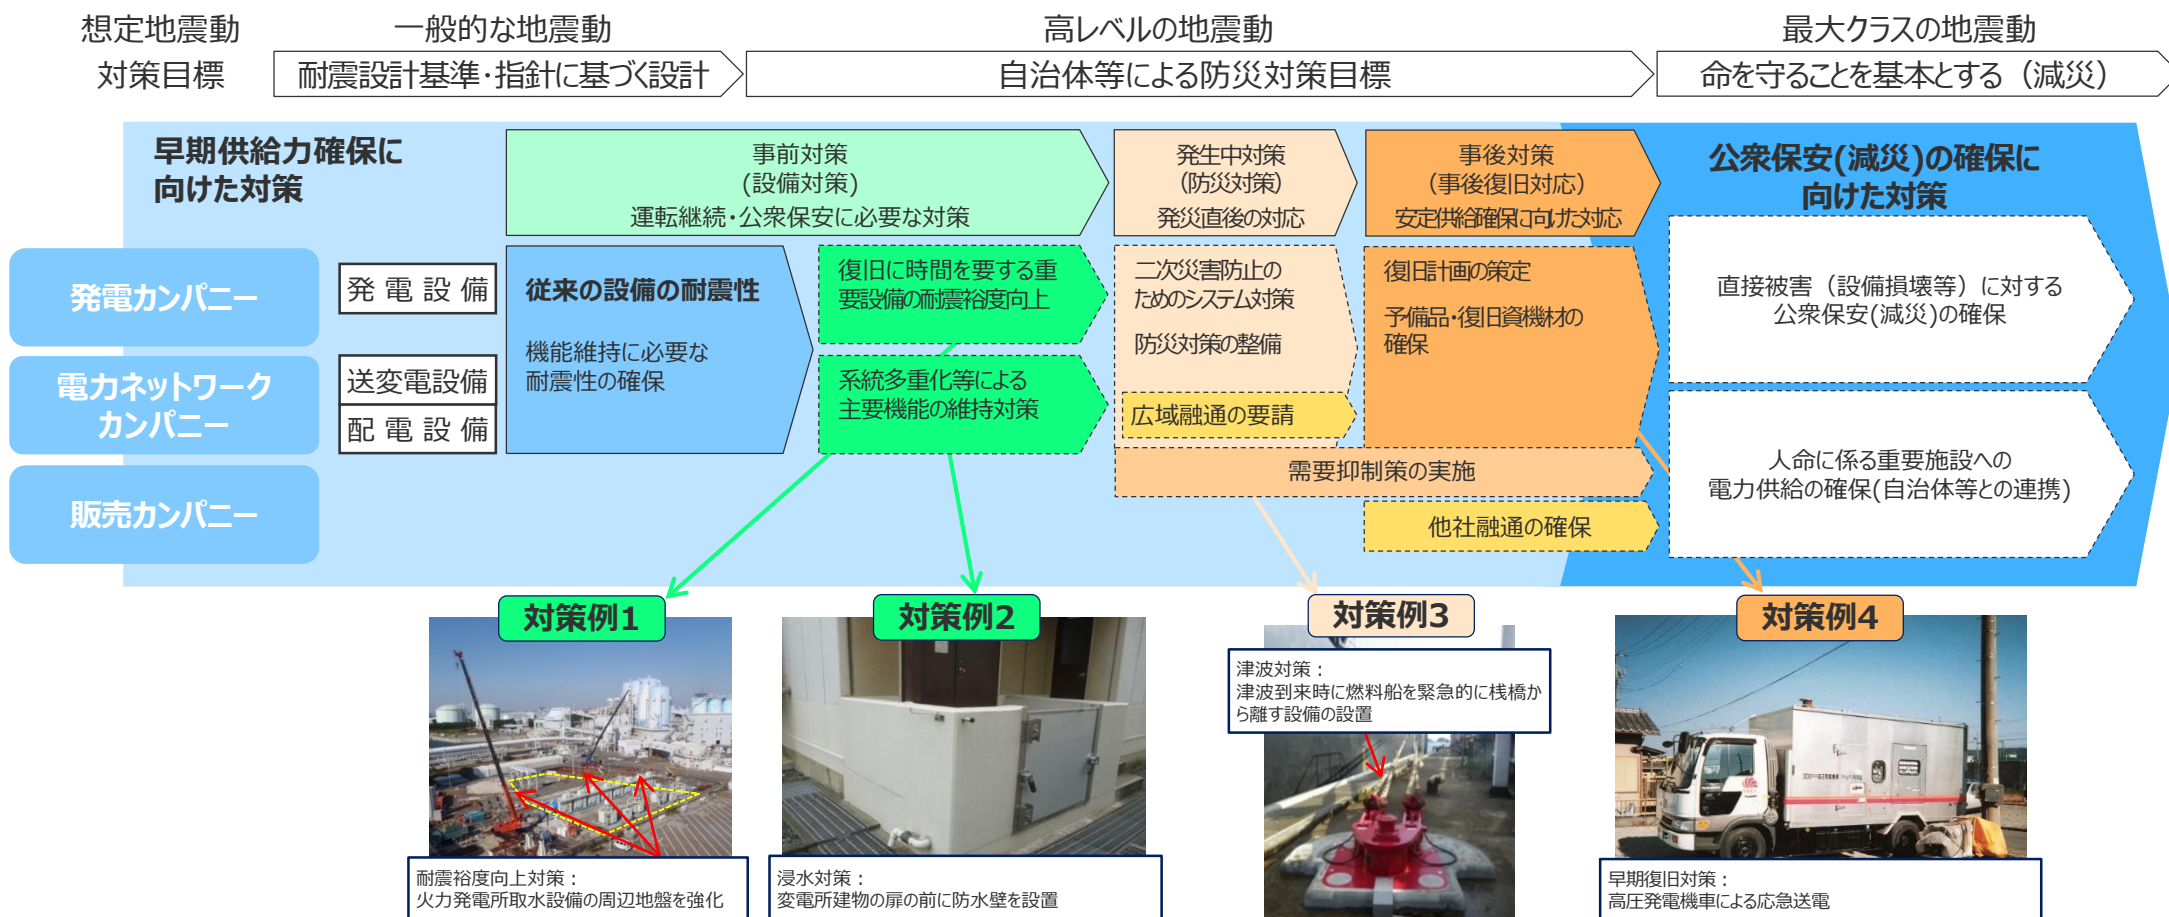 想定地震動
一般的な地震動
高レベルの地震動
最大クラスの地震動
対策目標
耐震設計基準・指針に基づく設計
自治体等による防災対策目標
命を守ることを基本とする（減災）
早期供給力確保に
向けた対策
事前対策
(設備対策)
運転継続・公衆保安に必要な対策
発生中対策
(防災対策)
発災直後の対応
事後対策
（事後復旧対応）
安定供給確保に向けた対応
公衆保安(減災)の確保に
向けた対策
発電カンパニー
電力ネットワーク
カンパニー
販売カンパニー
発電設備
送変電設備
配電設備
従来の設備の耐震性
機能維持に必要な
耐震性の確保
復旧に時間を要する重
要設備の耐震裕度向上
系統多重化等による
主要機能の維持対策
二次災害防止の
ためのシステム対策
防災対策の整備
広域融通の要請
復旧計画の策定
予備品・復旧資機材の
確保
需要抑制策の実施
他社融通の確保
直接被害（設備損壊等）に対する
公衆保安(減災)の確保
人命に係る重要施設への
電力供給の確保(自治体等との連携)
対策例1
対策例2
対策例3
対策例4
耐震裕度向上対策：
火力発電所取水設備の周辺地盤を強化
浸水対策：
変電所建物の扉の前に防水壁を設置
津波対策：
津波到来時に燃料船を緊急的に桟橋か
ら離す設備の設置
早期復旧対策：
高圧発電機車による応急送電